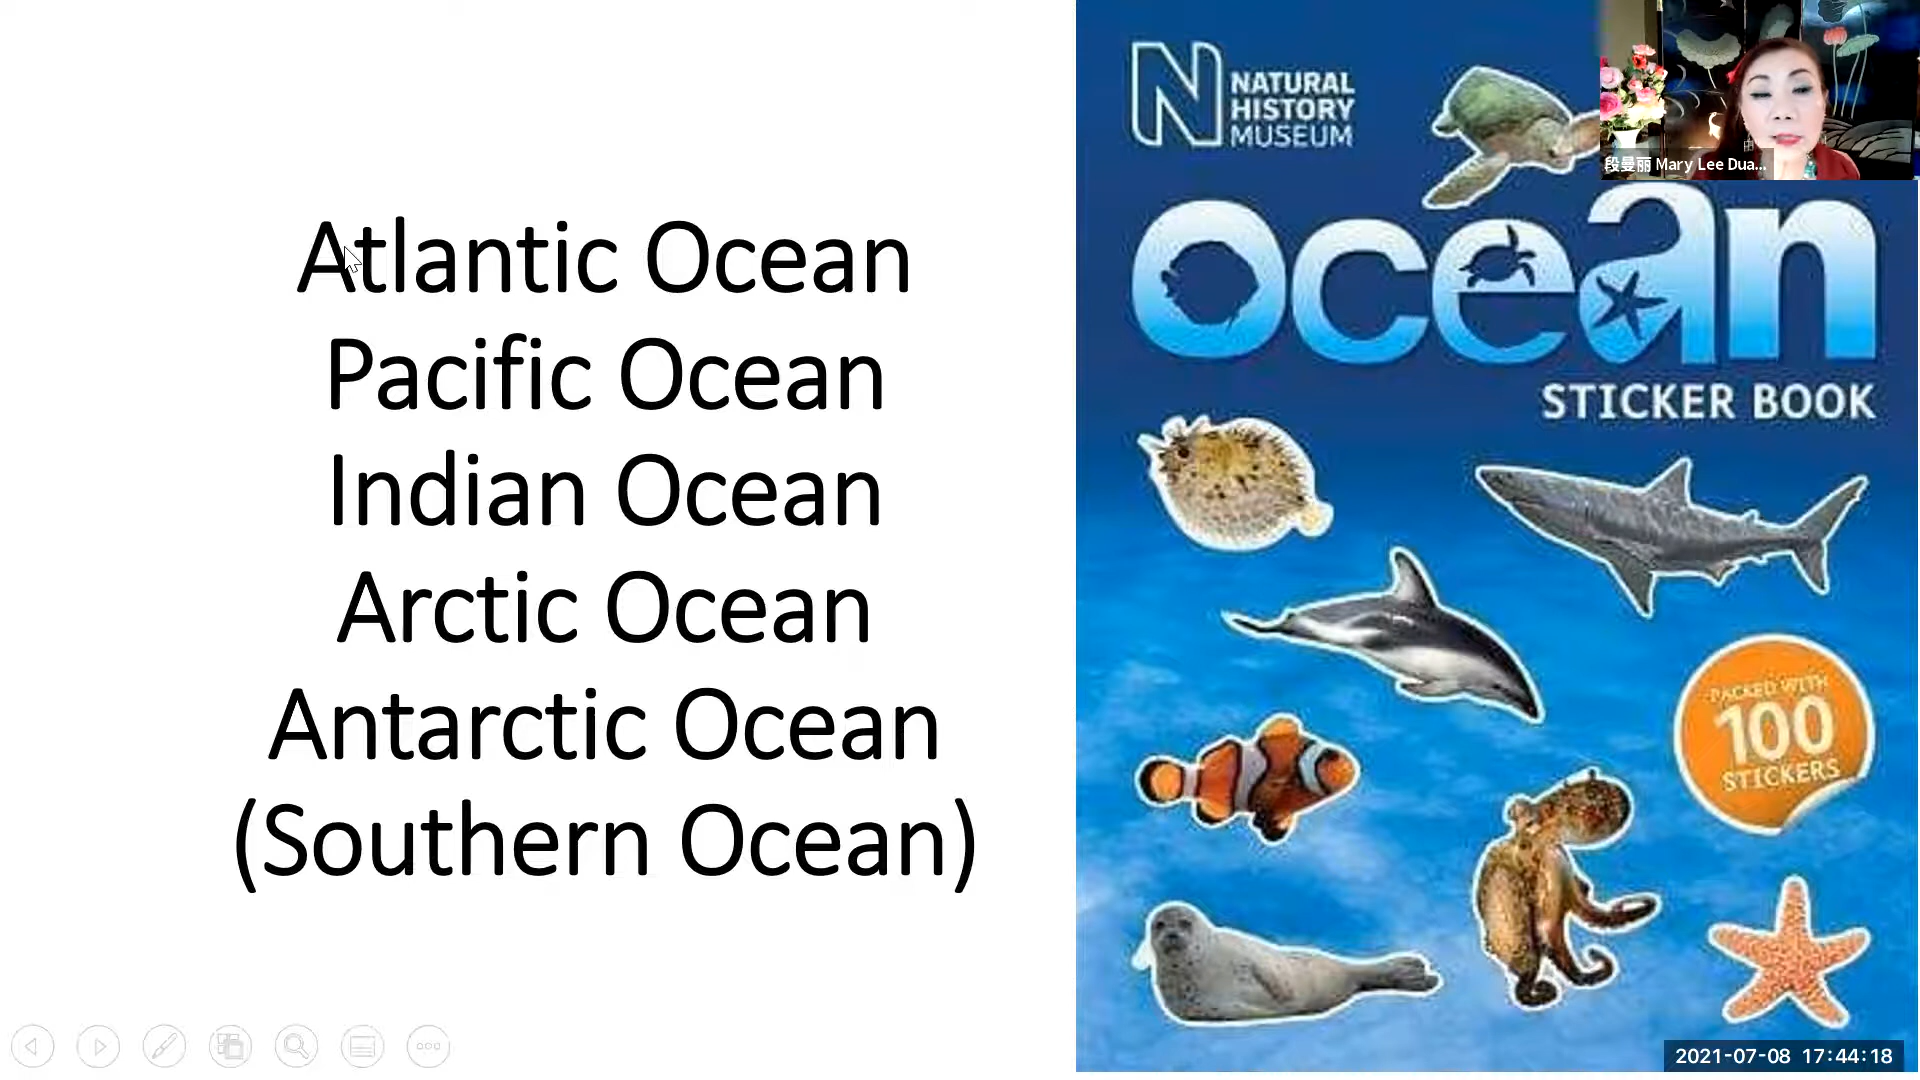 Atlantic Ocean
Pacific Ocean
Indian Ocean
Arctic Ocean
Antarctic Ocean
(Southern Ocean)
N NATURAL
HISTORY
MUSEUM
ocean
STICKER BOOK
PACKED WITH
100
STICKERS
段曼丽 Mary Lee Dua...
2021-07-08 17:44:18